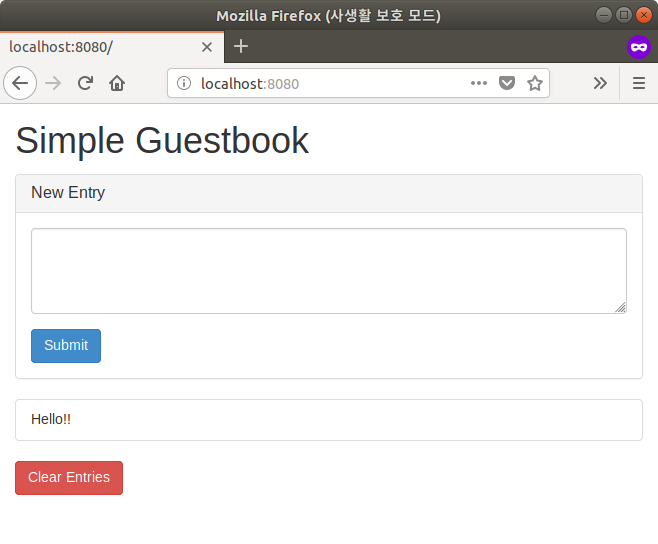 Mozilla Firefox (사생활 보호 모드)
localhost:8080/
localhost:8080
Simple Guestbook
New Entry
Submit
Hello!!
Clear Entries